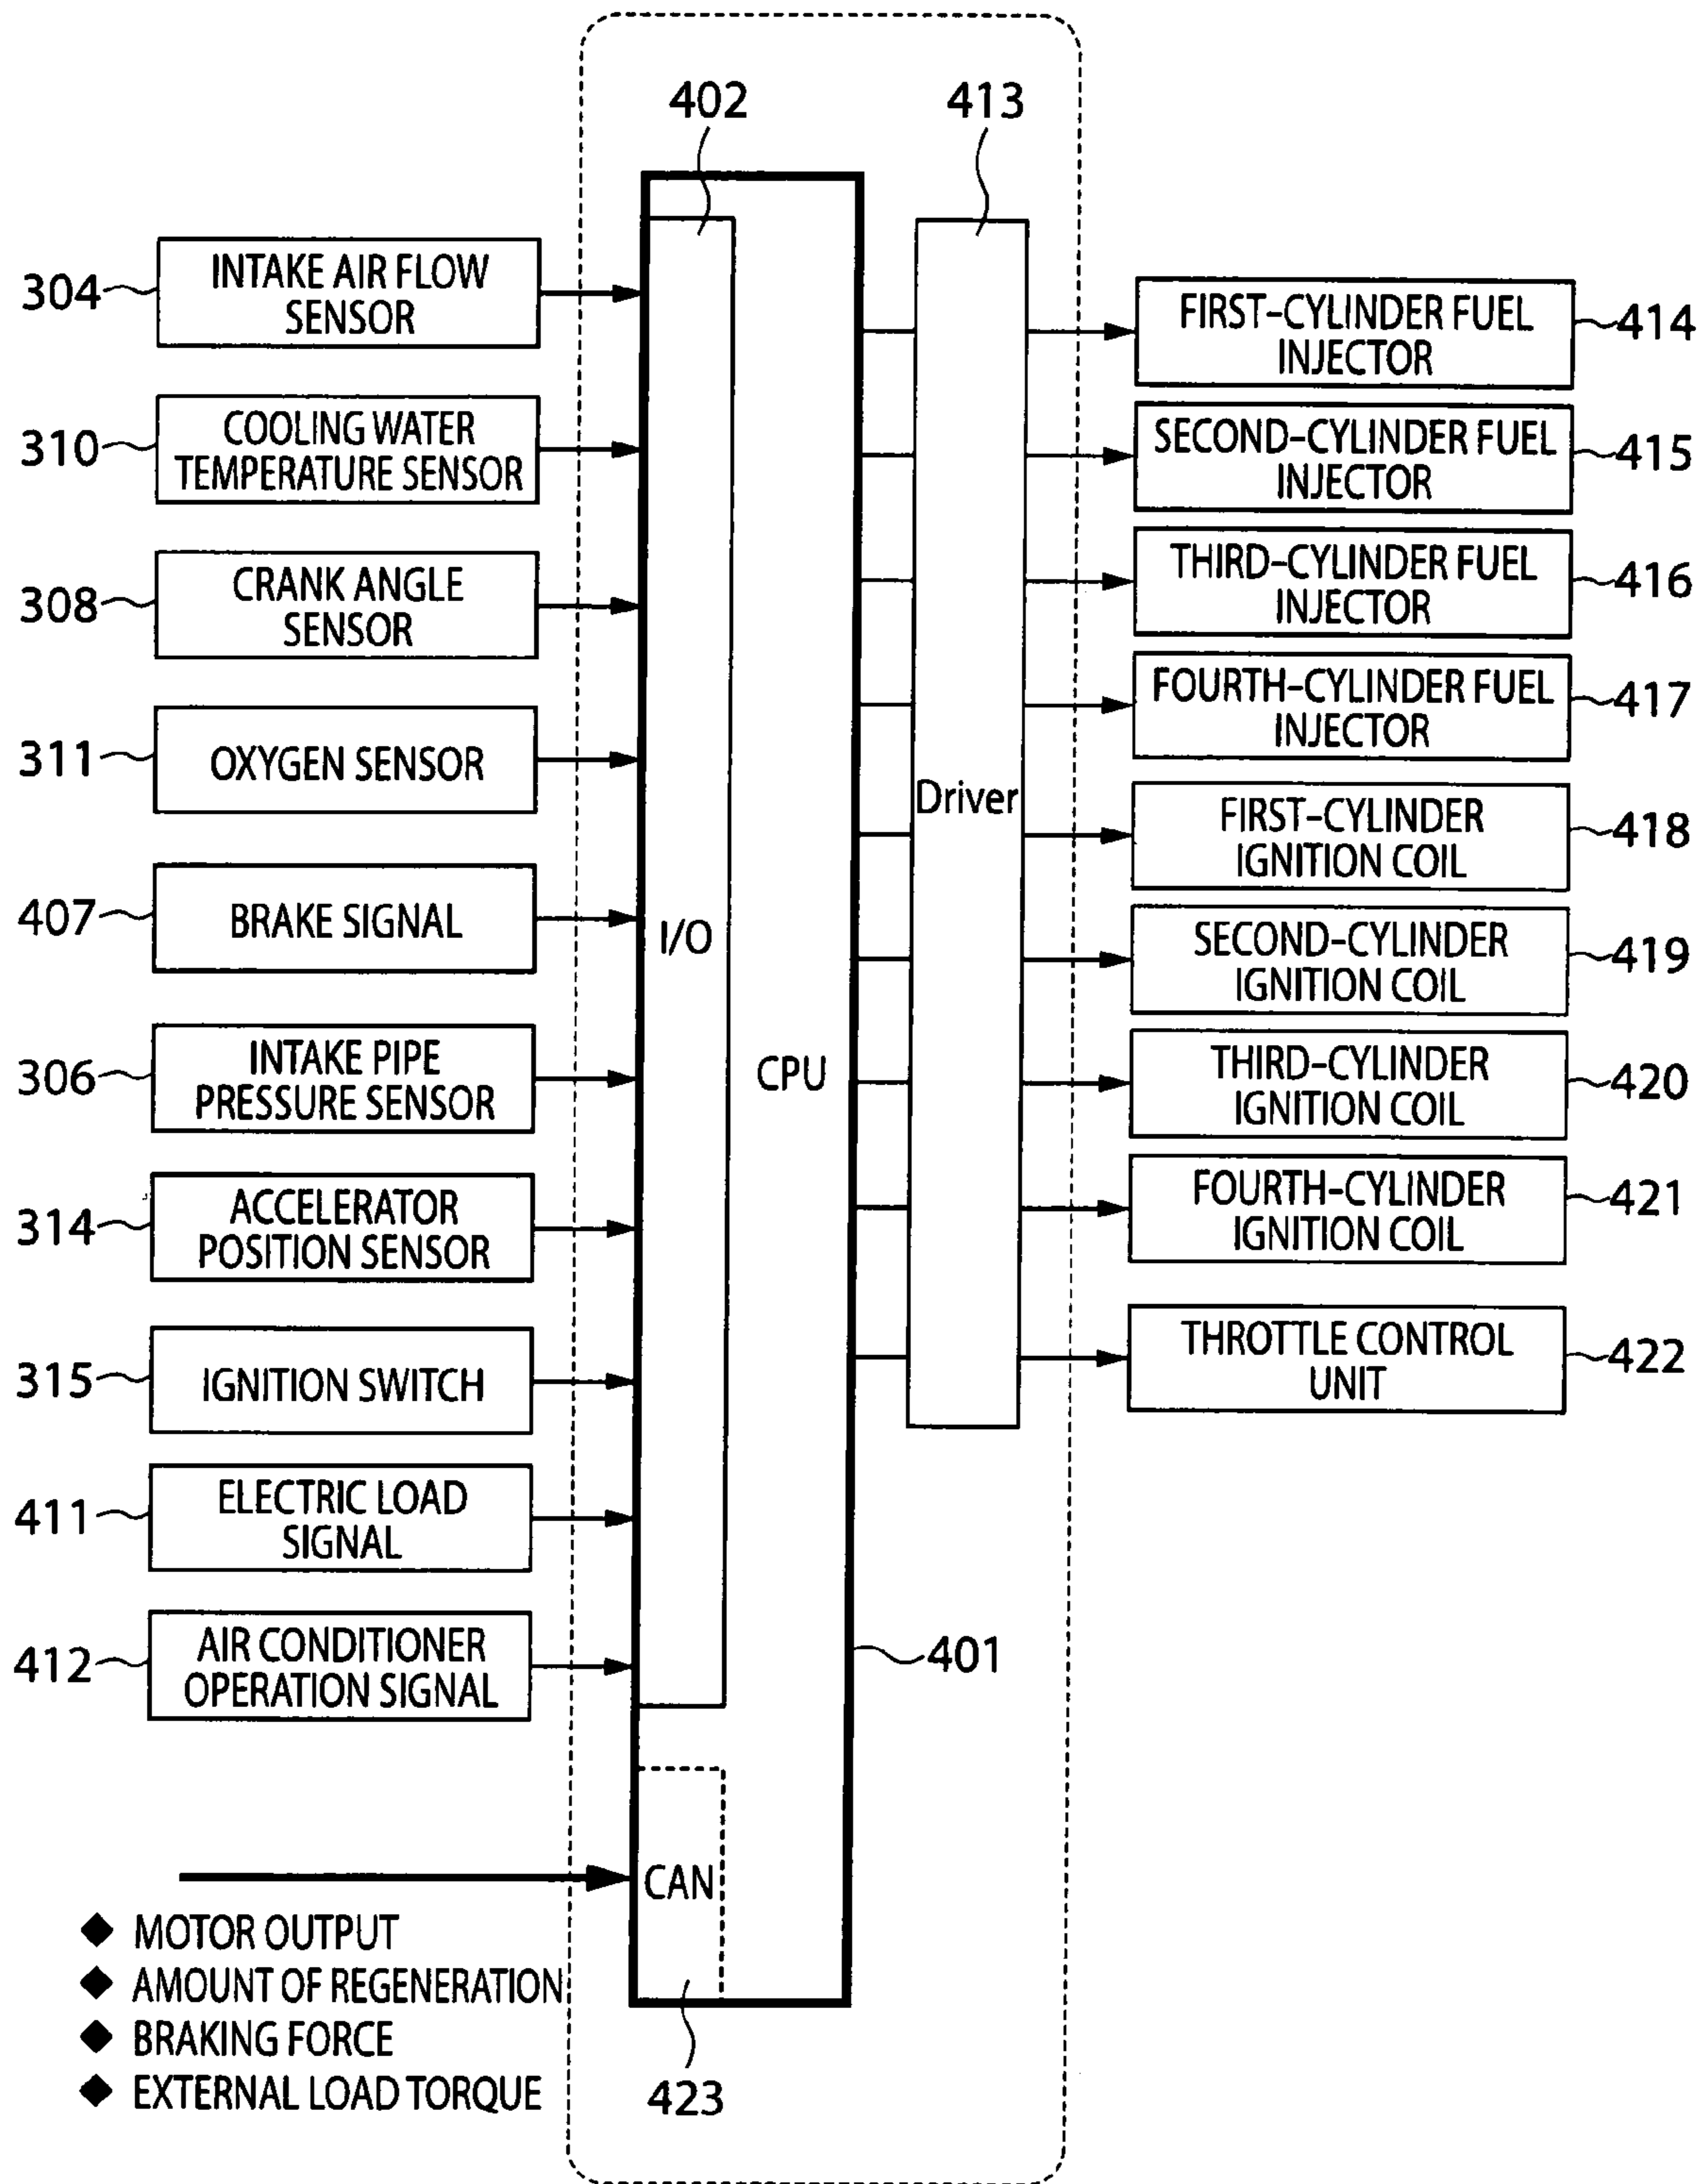 402
413
304
INTAKE AIR FLOW
SENSOR
310
COOLING WATER
TEMPERATURE SENSOR
308
CRANK ANGLE
SENSOR
311
OXYGEN SENSOR
407
BRAKE SIGNAL
306
INTAKE PIPE
PRESSURE SENSOR
314
ACCELERATOR
POSITION SENSOR
315
IGNITION SWITCH
411
ELECTRIC LOAD
SIGNAL
412
AIR CONDITIONER
OPERATION SIGNAL
I/O
CPU
Driver
FIRST-CYLINDER FUEL
INJECTOR
414
SECOND-CYLINDER FUEL
INJECTOR
415
THIRD-CYLINDER FUEL
INJECTOR
416
FOURTH-CYLINDER FUEL
INJECTOR
417
FIRST-CYLINDER
IGNITION COIL
418
SECOND-CYLINDER
IGNITION COIL
419
THIRD-CYLINDER
IGNITION COIL
420
FOURTH-CYLINDER
IGNITION COIL
421
THROTTLE CONTROL
UNIT
422
401
CAN
◆ MOTOR OUTPUT
◆ AMOUNT OF REGENERATION
◆ BRAKING FORCE
◆ EXTERNAL LOAD TORQUE
423